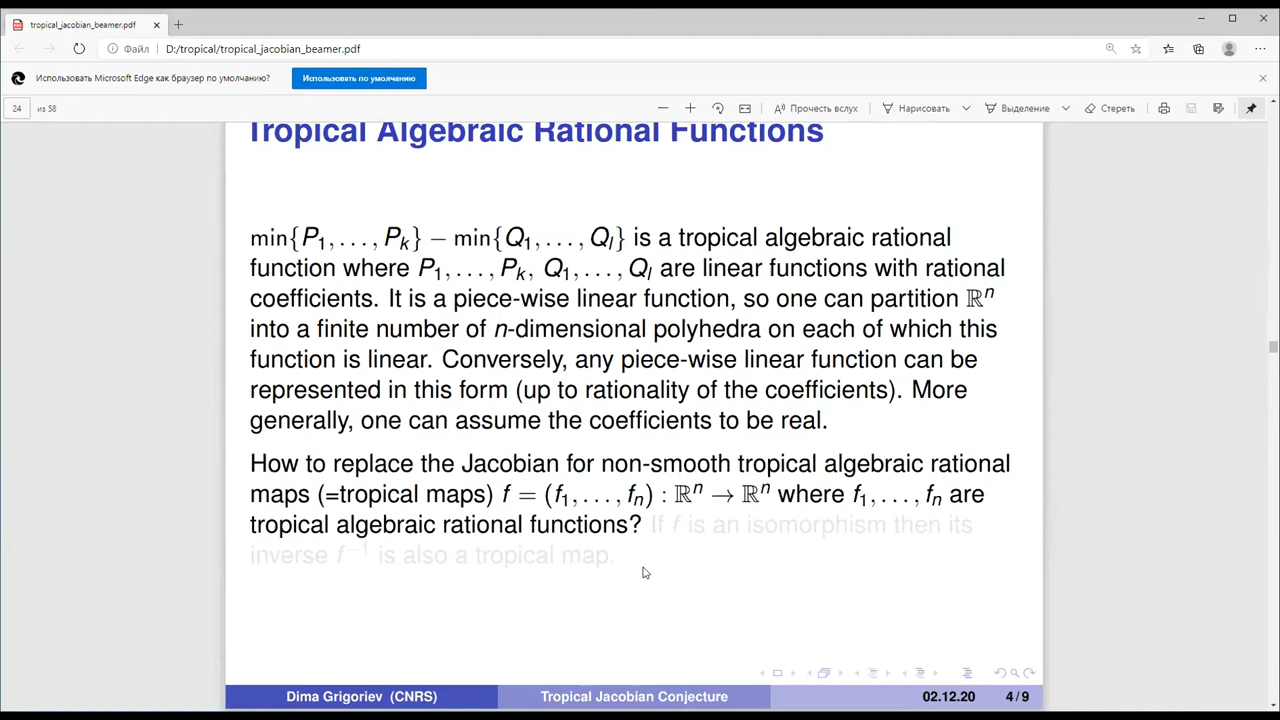 tropical_jacobian_beamer.pdf
Файл D:/tropical/tropical_jacobian_beamer.pdf
Использовать Microsoft Edge как браузер по умолчанию? Использовать по умолчанию
24 из 58 Прочесть вслух Нарисовать Выделение Стереть
Tropical Algebraic Rational Functions
min{P₁, . . . , Pₖ} − min{Q₁, . . . , Qₗ} is a tropical algebraic rational
function where P₁, . . . , Pₖ, Q₁, . . . , Qₗ are linear functions with rational
coefficients. It is a piece-wise linear function, so one can partition ℝⁿ
into a finite number of n-dimensional polyhedra on each of which this
function is linear. Conversely, any piece-wise linear function can be
represented in this form (up to rationality of the coefficients). More
generally, one can assume the coefficients to be real.
How to replace the Jacobian for non-smooth tropical algebraic rational
maps (=tropical maps) f = (f₁, . . . , fₙ) : ℝⁿ → ℝⁿ where f₁, . . . , fₙ are
tropical algebraic rational functions? If f is an isomorphism then its
inverse f⁻¹ is also a tropical map.
Dima Grigoriev (CNRS) Tropical Jacobian Conjecture 02.12.20 4 / 9